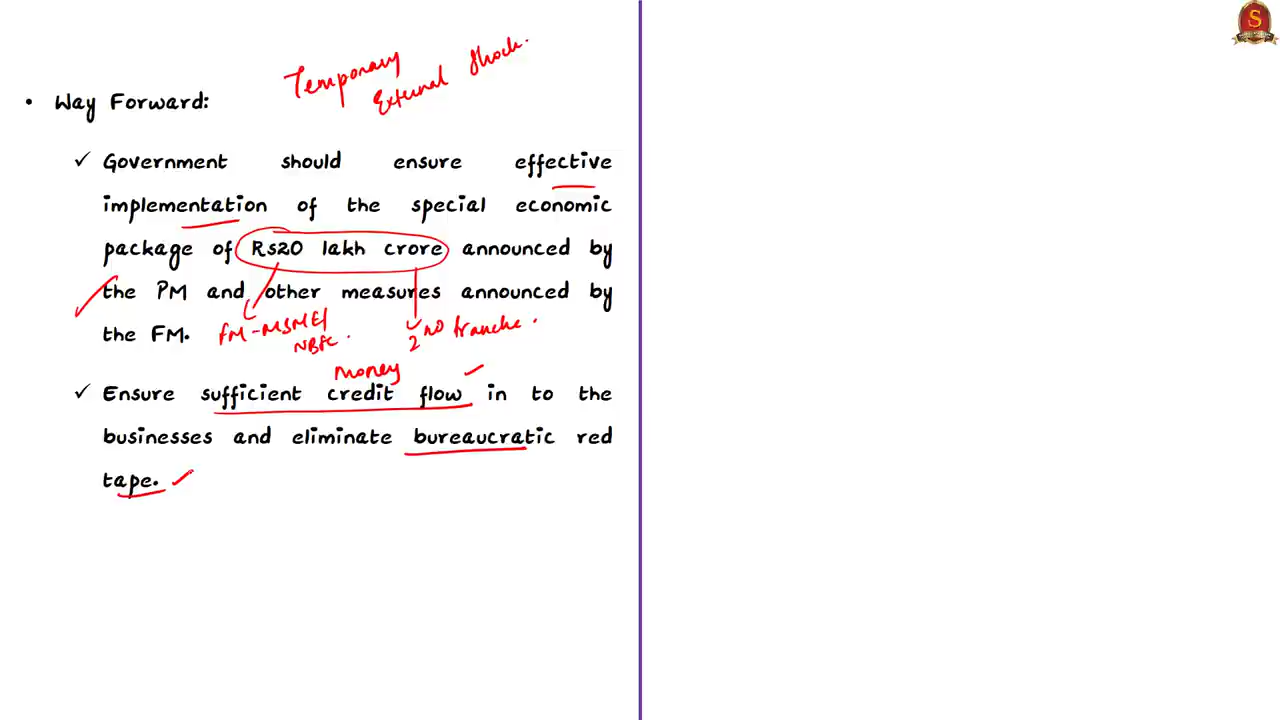 Temporary
External Shock.
• Way Forward:
✓ Government should ensure effective
implementation of the special economic
package of Rs20 lakh crore announced by
the PM and other measures announced by
the FM.
FM - MSME/
NBFC.
2nd tranche.
money
✓ Ensure sufficient credit flow in to the
businesses and eliminate bureaucratic red
tape.
S